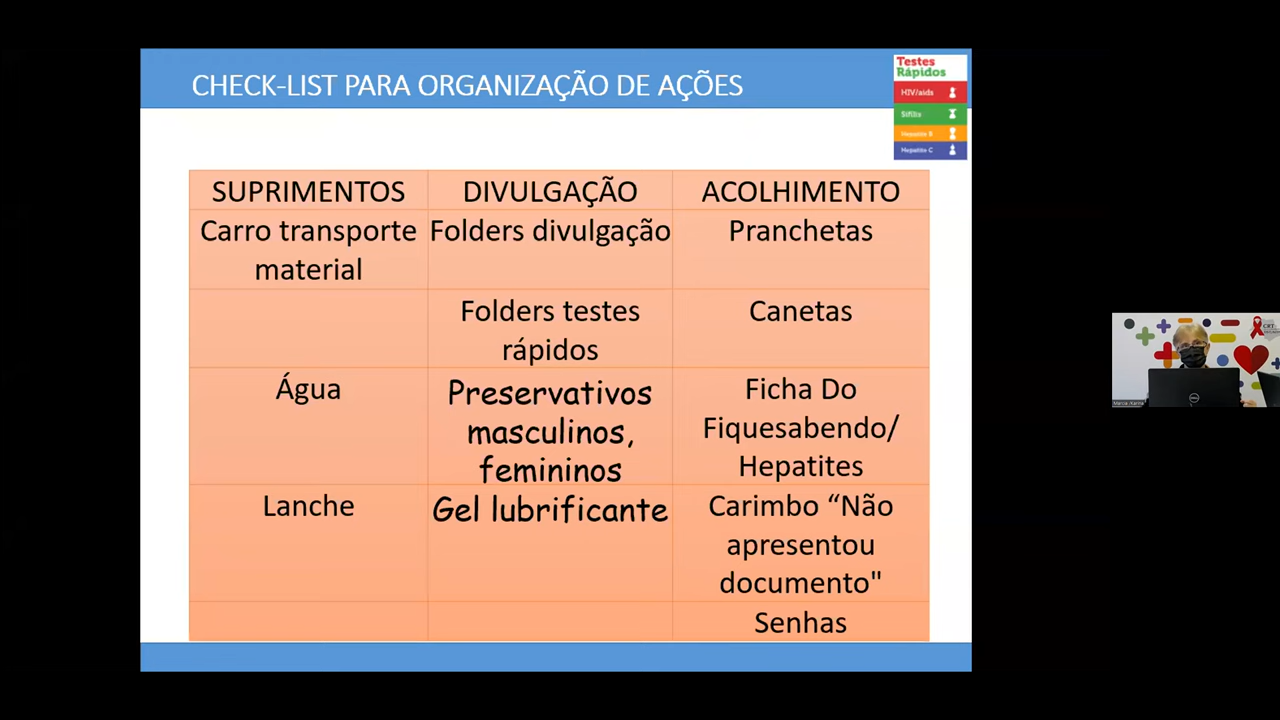 CHECK-LIST PARA ORGANIZAÇÃO DE AÇÕES
Testes
Rápidos
HIV/aids
Sífilis
Hepatite B
Hepatite C
SUPRIMENTOS DIVULGAÇÃO ACOLHIMENTO
Carro transporte Folders divulgação Pranchetas
material
Folders testes Canetas
rápidos
Água Preservativos Ficha Do
masculinos, Fiquesabendo/
femininos Hepatites
Lanche Gel lubrificante Carimbo “Não
apresentou
documento"
Senhas
CRT